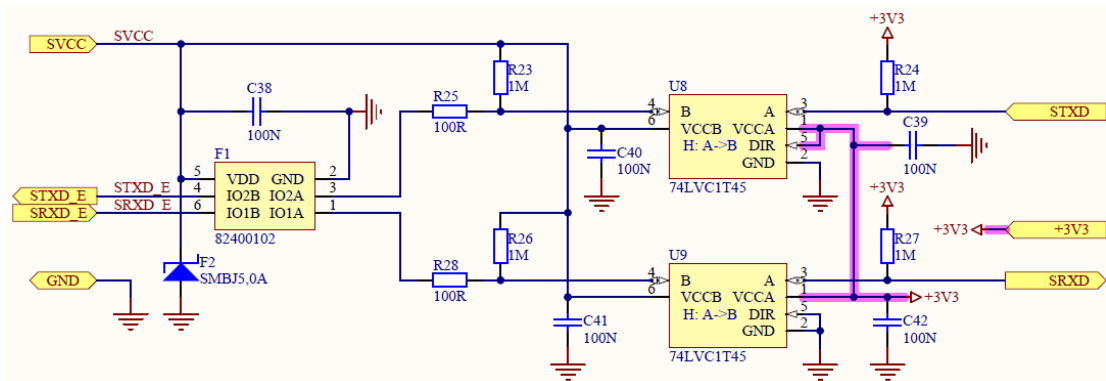 SVCC
SVCC
+3V3
R23
1M
R24
1M
C38
100N
R25
100R
U8
4
B
A
3
STXD
6
VCCB
VCCA
1
H: A->B
DIR
5
GND
2
74LVC1T45
C39
100N
C40
100N
F1
5
VDD
GND
2
STXD_E
STXD_E
4
IO2B
IO2A
3
SRXD_E
SRXD_E
6
IO1B
IO1A
1
82400102
+3V3
+3V3
+3V3
R26
1M
R27
1M
GND
F2
SMBJ5,0A
R28
100R
U9
4
B
A
3
SRXD
6
VCCB
VCCA
1
+3V3
H: A->B
DIR
5
GND
2
74LVC1T45
C41
100N
C42
100N